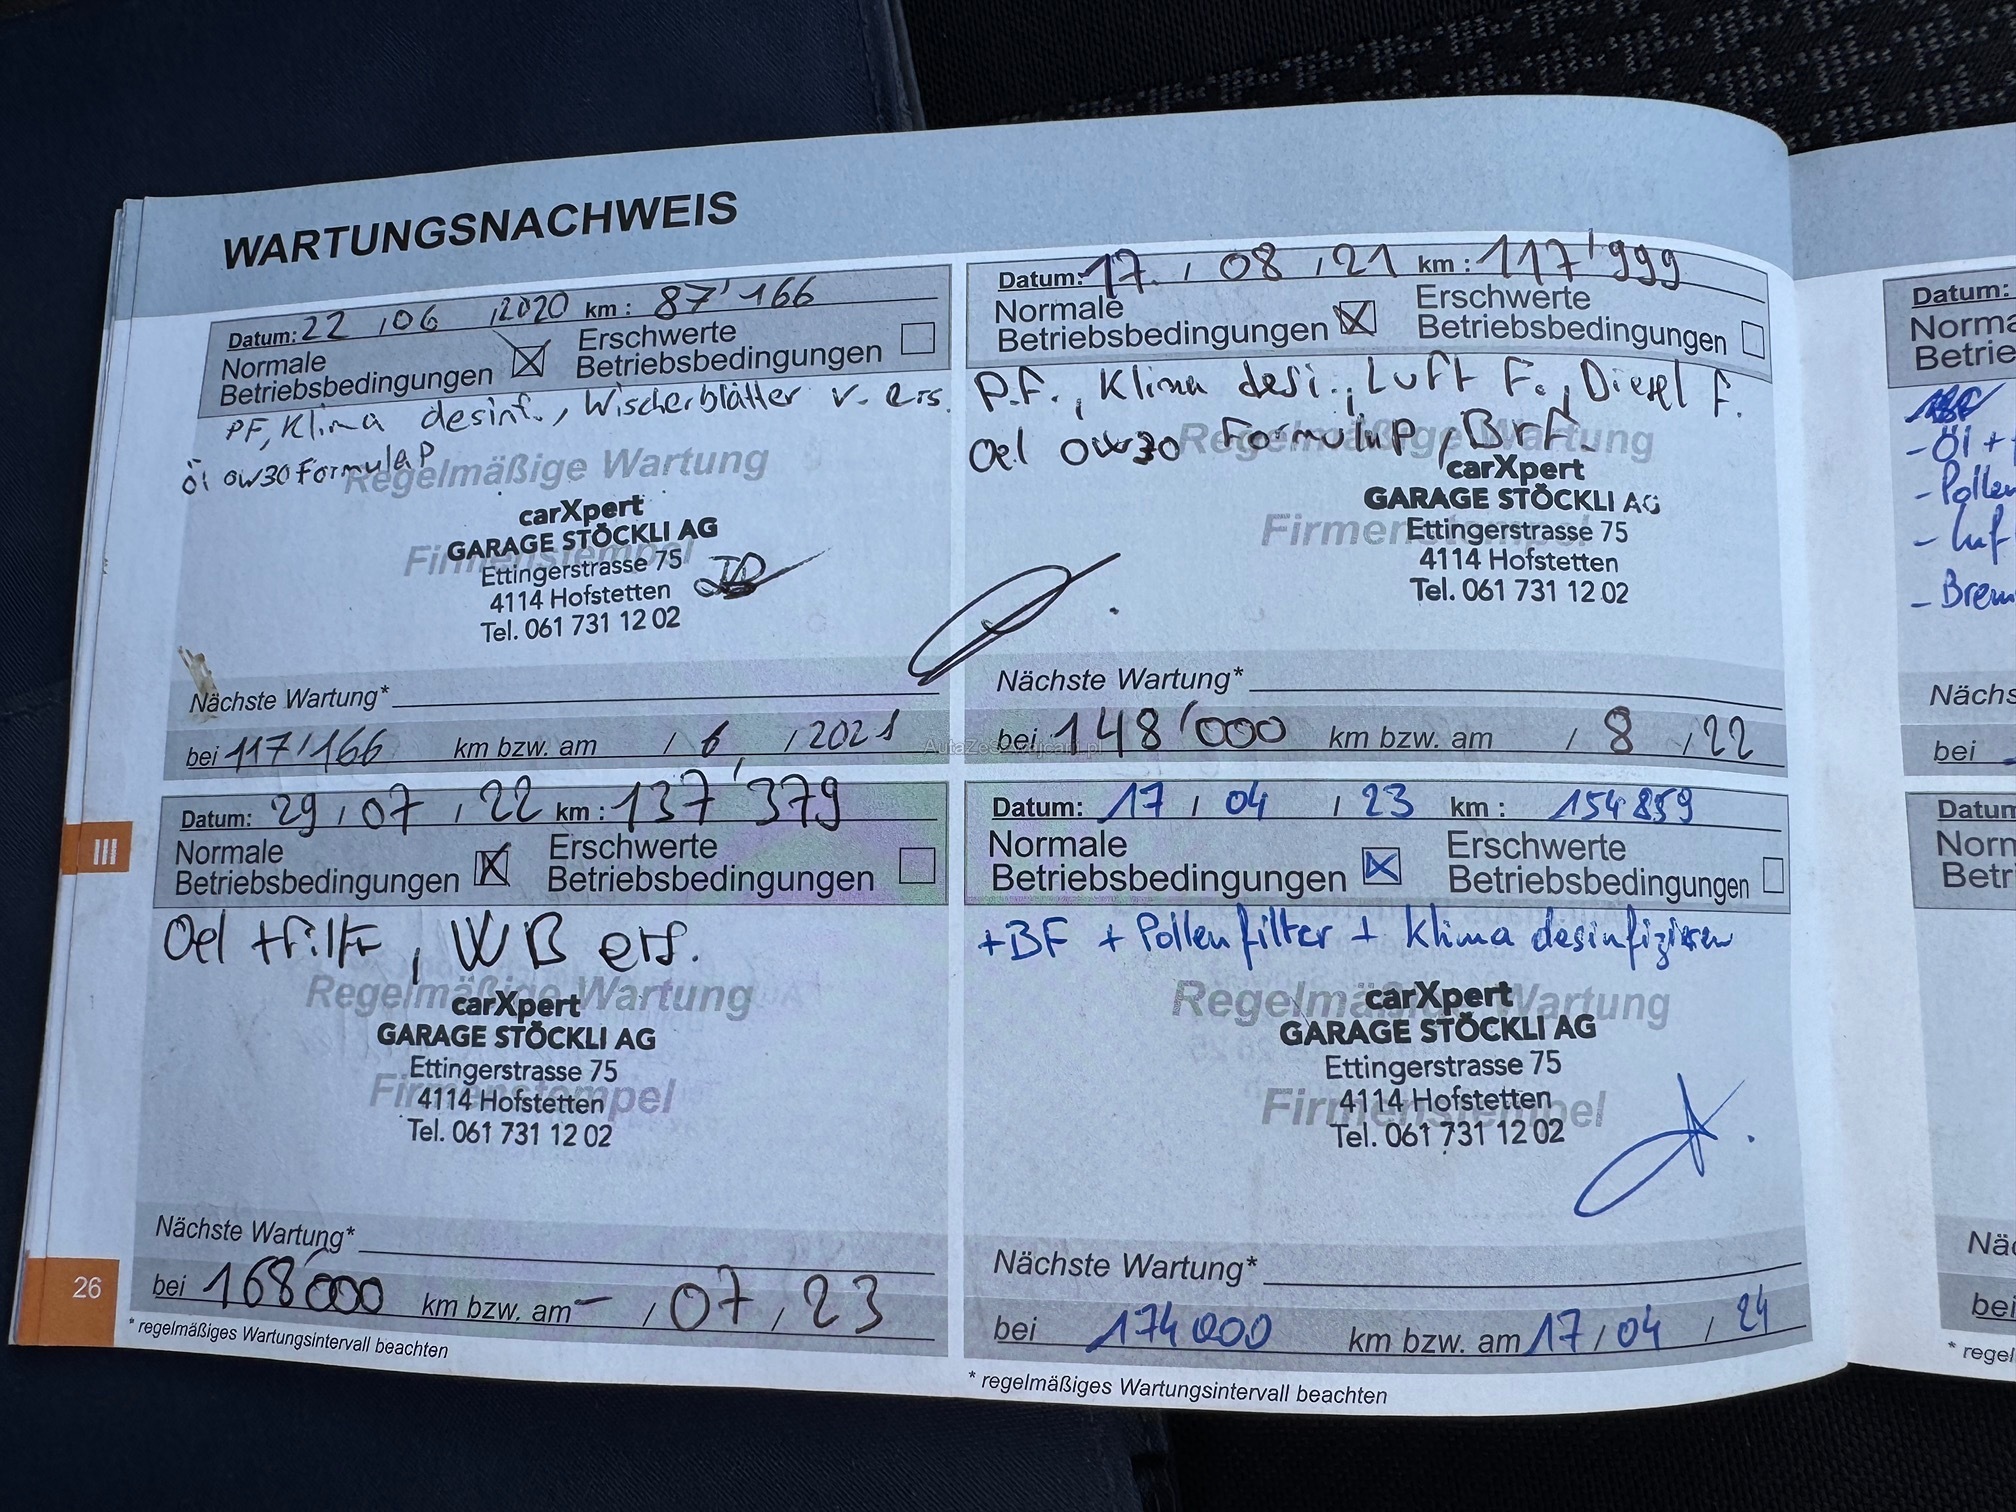 WARTUNGSNACHWEIS
Datum: 22 / 06 / 2020 km : 87'166
Normale Betriebsbedingungen
Erschwerte Betriebsbedingungen
PF, Klima desinf., Wischerblätter v. ers.
Öl 0W30 Formula P
Regelmäßige Wartung
carXpert
GARAGE STÖCKLI AG
Firmenstempel
Ettingerstrasse 75
4114 Hofstetten
Tel. 061 731 12 02
Nächste Wartung*
bei 117'166 km bzw. am / 6 / 2021
Datum: 17. / 08 / 21 km : 117'999
Normale Betriebsbedingungen
Erschwerte Betriebsbedingungen
P.F., Klima desi., Luft F., Diesel F.
Oel 0W30 Formula P, Brf.
Regelmäßige Wartung
carXpert
GARAGE STÖCKLI AG
Firmenstempel
Ettingerstrasse 75
4114 Hofstetten
Tel. 061 731 12 02
Nächste Wartung*
bei 148'000 km bzw. am / 8 / 22
AutaZeSzwajcarii.pl
Datum: 29 / 07 / 22 km : 137'379
Normale Betriebsbedingungen
Erschwerte Betriebsbedingungen
Oel + Filter, WB ers.
Regelmäßige Wartung
carXpert
GARAGE STÖCKLI AG
Ettingerstrasse 75
Firmenstempel
4114 Hofstetten
Tel. 061 731 12 02
Nächste Wartung*
bei 168'000 km bzw. am - / 07 / 23
* regelmäßiges Wartungsintervall beachten
Datum: 17 / 04 / 23 km : 154859
Normale Betriebsbedingungen
Erschwerte Betriebsbedingungen
+ BF + Pollenfilter + Klima desinfizieren
Regelmäßige Wartung
carXpert
GARAGE STÖCKLI AG
Ettingerstrasse 75
Firmenstempel
4114 Hofstetten
Tel. 061 731 12 02
Nächste Wartung*
bei 174000 km bzw. am 17 / 04 / 24
* regelmäßiges Wartungsintervall beachten
III
26
Datum:
Norma
Betrie
- Öl +
- Pollen
- Luf
- Brem
Nächs
bei
Datum
Norm
Betri
Näc
bei
* regel